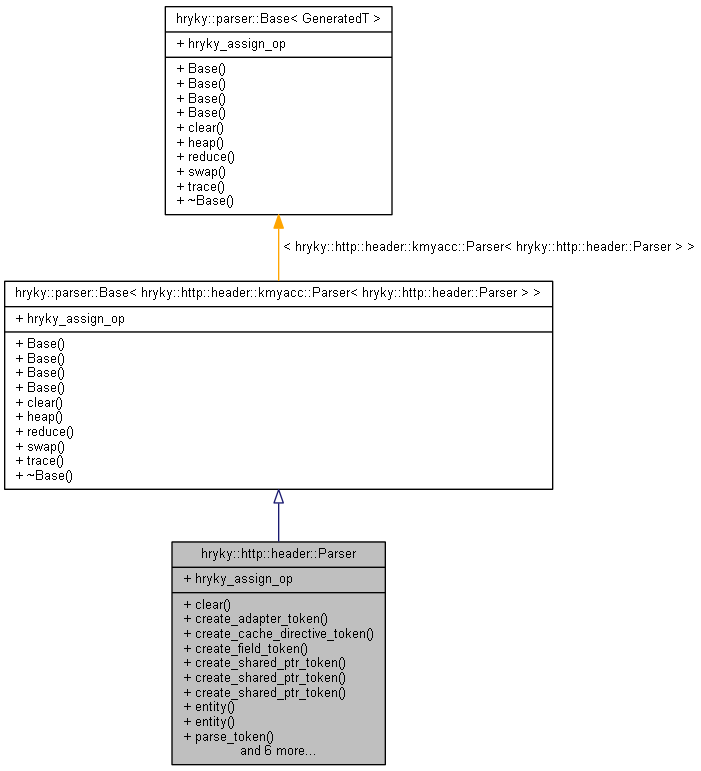 hryky::parser::Base< GeneratedT >
+ hryky_assign_op
+ Base()
+ Base()
+ Base()
+ Base()
+ clear()
+ heap()
+ reduce()
+ swap()
+ trace()
+ ~Base()
< hryky::http::header::kmyacc::Parser< hryky::http::header::Parser > >
hryky::parser::Base< hryky::http::header::kmyacc::Parser< hryky::http::header::Parser > >
+ hryky_assign_op
+ Base()
+ Base()
+ Base()
+ Base()
+ clear()
+ heap()
+ reduce()
+ swap()
+ trace()
+ ~Base()
hryky::http::header::Parser
+ hryky_assign_op
+ clear()
+ create_adapter_token()
+ create_cache_directive_token()
+ create_field_token()
+ create_shared_ptr_token()
+ create_shared_ptr_token()
+ create_shared_ptr_token()
+ entity()
+ entity()
+ parse_token()
and 6 more...